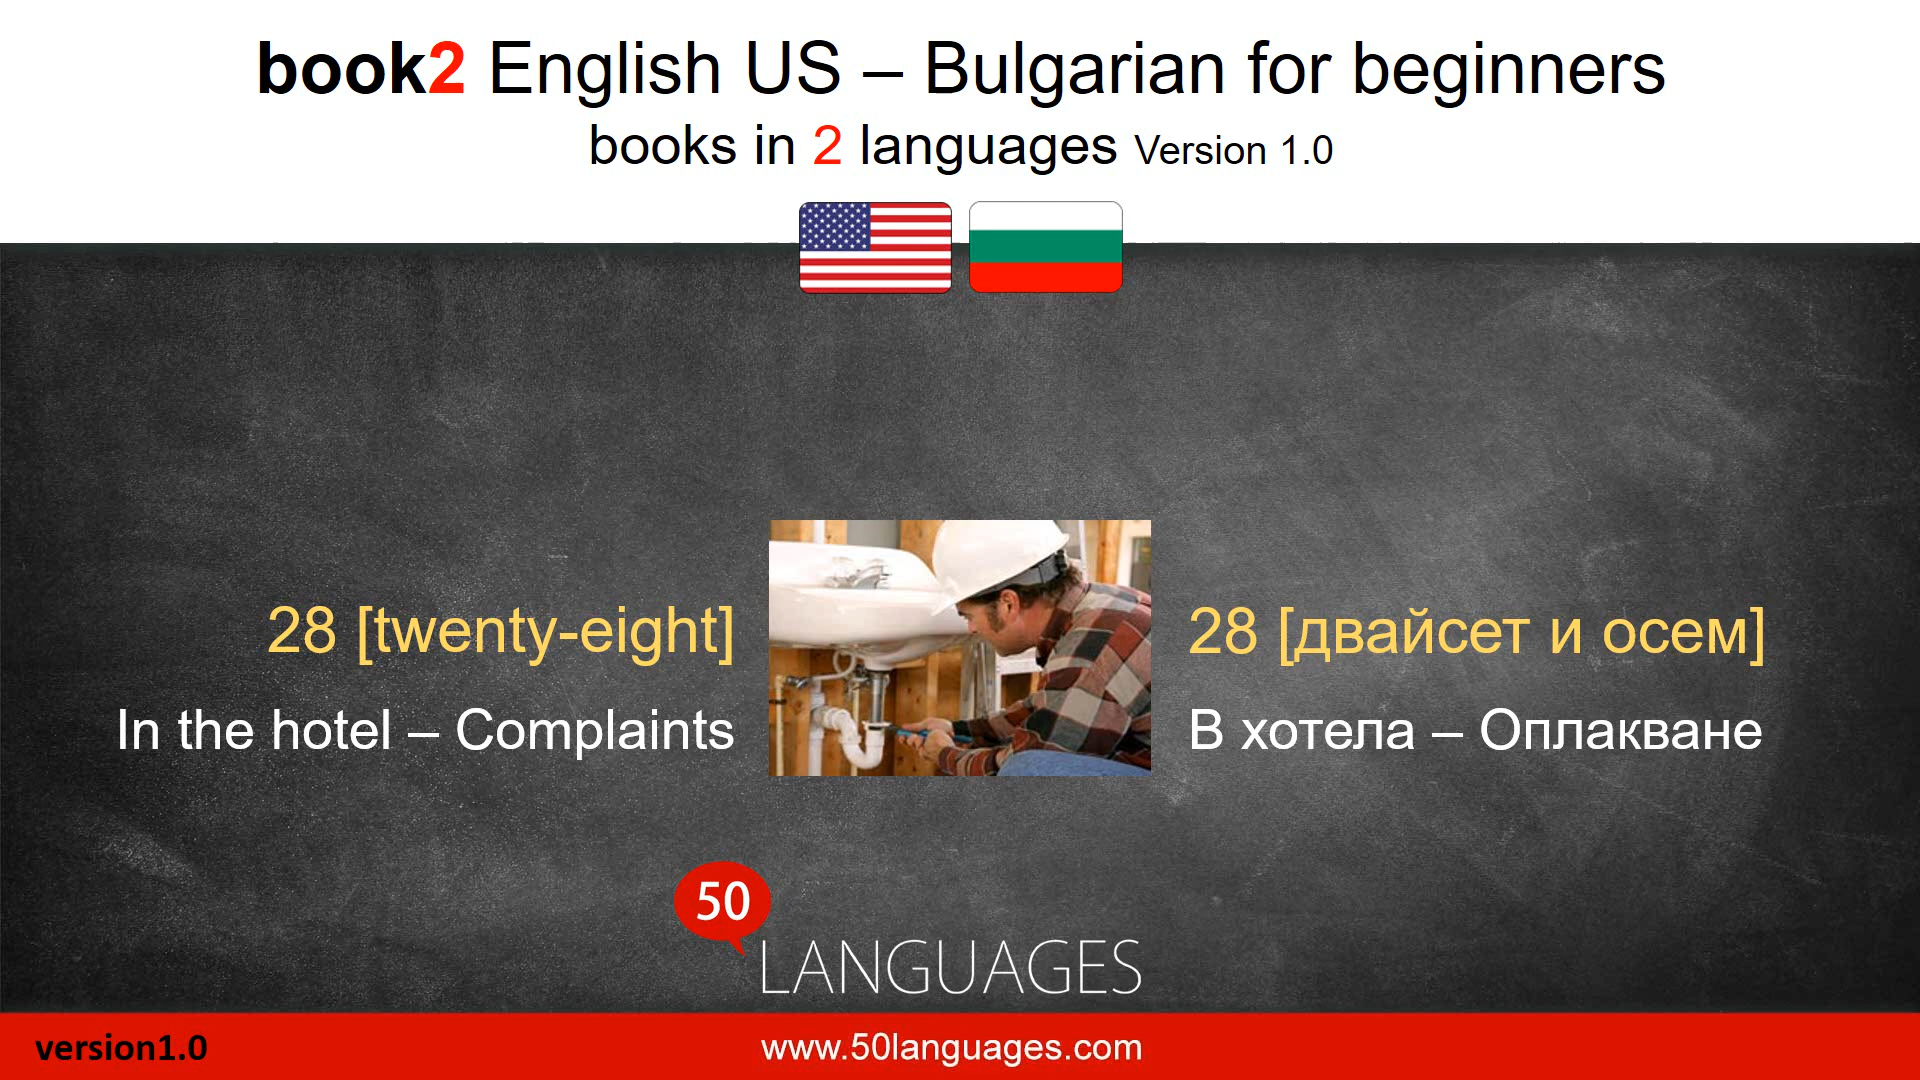 book2 English US – Bulgarian for beginners
books in 2 languages Version 1.0
28 [twenty-eight]
In the hotel – Complaints
28 [двайсет и осем]
В хотела – Оплакване
50
LANGUAGES
version1.0
www.50languages.com